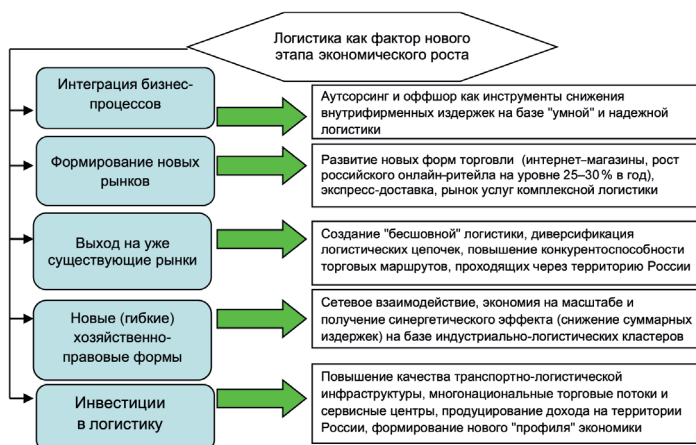 Логистика как фактор нового
этапа экономического роста
Интеграция бизнес-
процессов
Аутсорсинг и оффшор как инструменты снижения
внутрифирменных издержек на базе "умной" и надежной
логистики
Формирование новых
рынков
Развитие новых форм торговли (интернет–магазины, рост
российского онлайн–ритейла на уровне 25–30 % в год),
экспресс–доставка, рынок услуг комплексной логистики
Выход на уже
существующие рынки
Создание "бесшовной" логистики, диверсификация
логистических цепочек, повышение конкурентоспособности
торговых маршрутов, проходящих через территорию России
Новые (гибкие)
хозяйственно-
правовые формы
Сетевое взаимодействие, экономия на масштабе и
получение синергетического эффекта (снижение суммарных
издержек) на базе индустриально-логистических кластеров
Инвестиции
в логистику
Повышение качества транспортно-логистической
инфраструктуры, многонациональные торговые потоки и
сервисные центры, продуцирование дохода на территории
России, формирование нового "профиля" экономики